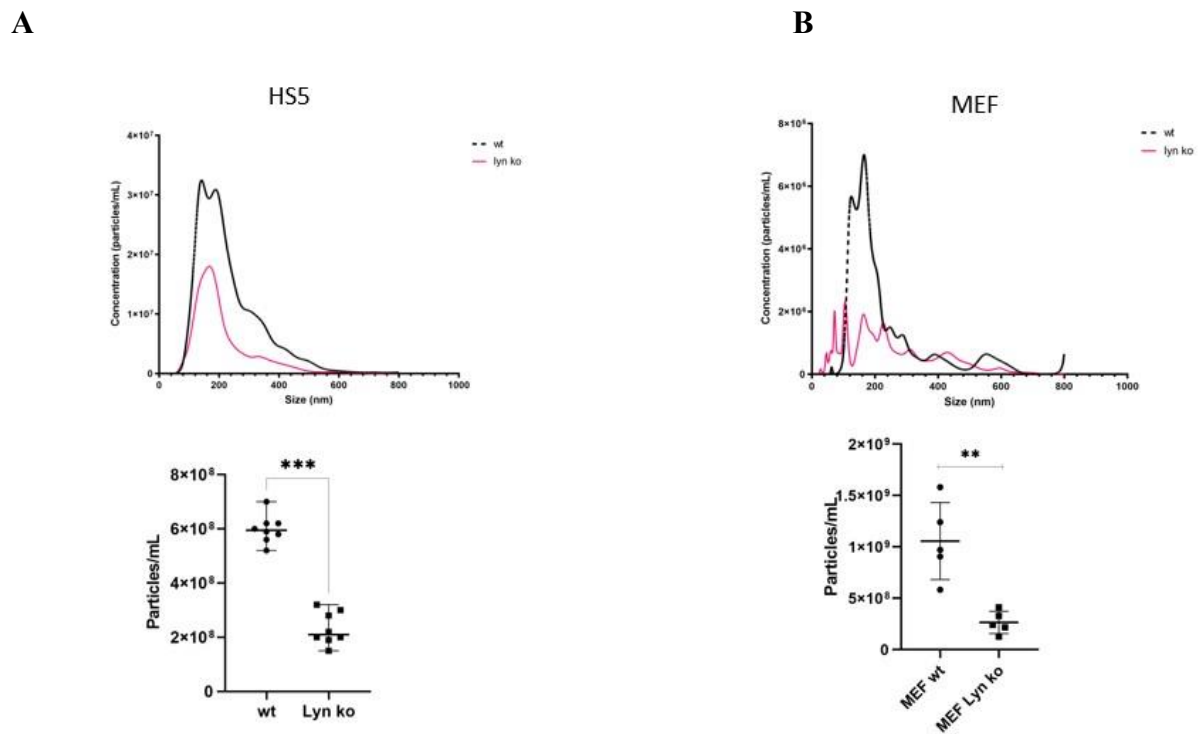 A
HS5
4×10⁷
3×10⁷
2×10⁷
1×10⁷
0
Concentration (particles/mL)
0 200 400 600 800 1000
Size (nm)
wt
lyn ko
8×10⁸
6×10⁸
4×10⁸
2×10⁸
0
Particles/mL
***
wt Lyn ko
B
MEF
8×10⁶
6×10⁶
4×10⁶
2×10⁶
0
Concentration (particles/mL)
0 200 400 600 800 1000
Size (nm)
wt
lyn ko
2×10⁹
1.5×10⁹
1×10⁹
5×10⁸
0
Particles/mL
**
MEF wt
MEF Lyn ko